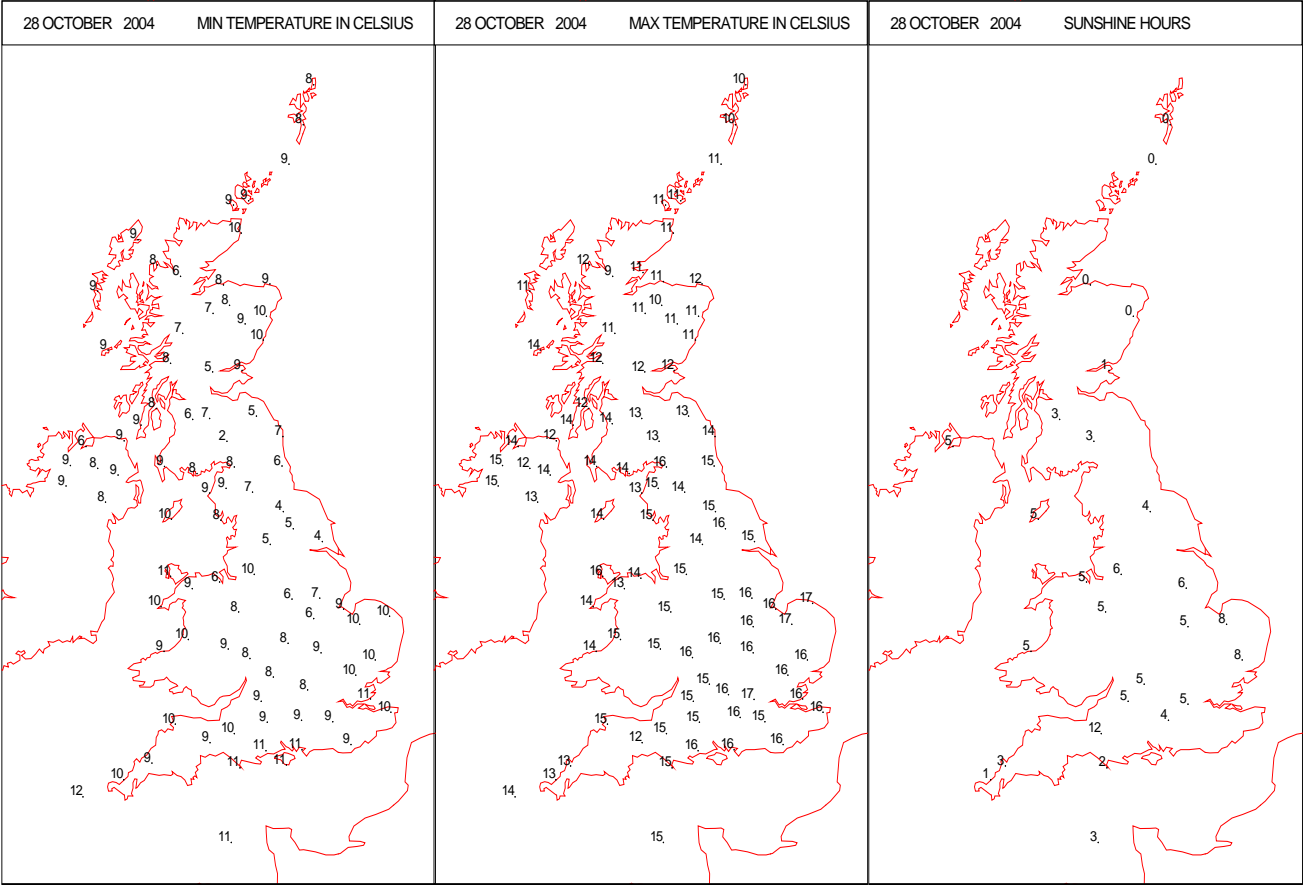 28 OCTOBER 2004 MIN TEMPERATURE IN CELSIUS
8.
8.
9.
9. 9.
10.
9.
8. 6.
9. 8. 9.
8. 7. 10.
9. 7. 10.
9. 8. 5. 9.
8. 9. 6. 7. 5.
6. 9. 2. 7.
9. 8. 9. 9. 8. 8. 6.
9. 8. 9. 9. 7.
10. 8. 4. 5.
5. 4.
11. 9. 6. 10.
10. 8. 6. 7. 6. 9. 10. 10.
9. 10. 9. 8. 8. 9. 10.
8. 8. 10. 11. 10.
10. 9. 10. 9. 9. 9.
9. 11. 11. 9.
10. 9. 11. 11.
12.
11.
28 OCTOBER 2004 MAX TEMPERATURE IN CELSIUS
10.
10.
11.
11. 11.
11.
12. 9. 11. 11. 12.
11. 11. 10. 11.
11. 11. 11.
14. 12. 12. 12.
12. 14. 14. 13. 13.
14. 12. 13. 14.
15. 12. 14. 14. 14. 16. 15.
15. 13. 13. 15. 14.
14. 15. 15. 16.
14. 15.
16. 13. 14. 15.
14. 15. 15. 16. 16. 16. 17. 17.
14. 15. 15. 16. 16. 16. 16.
15. 16. 15. 16. 17. 16. 16.
15. 12. 15. 15. 16. 15.
16. 16. 16.
13. 13. 15.
14.
15.
28 OCTOBER 2004 SUNSHINE HOURS
0.
0.
0.
0.
1.
3.
5. 3.
5. 4.
5. 6. 6.
5. 5. 8.
5. 8.
5. 5. 5.
12. 4.
1. 3. 2.
3.